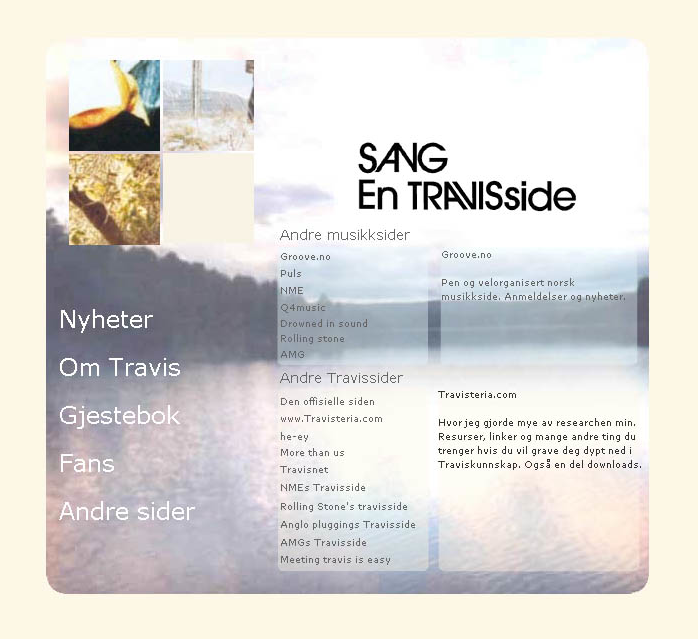 SANG
En TRAVISside
Andre musikksider
Groove.no
Puls
NME
Q4music
Drowned in sound
Rolling stone
AMG
Groove.no
Pen og velorganisert norsk
musikkside. Anmeldelser og nyheter.
Nyheter
Om Travis
Gjestebok
Fans
Andre sider
Andre Travissider
Den offisielle siden
www.Travisteria.com
he-ey
More than us
Travisnet
NMEs Travisside
Rolling Stone's travisside
Anglo pluggings Travisside
AMGs Travisside
Meeting travis is easy
Travisteria.com
Hvor jeg gjorde mye av researchen min.
Resurser, linker og mange andre ting du
trenger hvis du vil grave deg dypt ned i
Traviskunnskap. Også en del downloads.